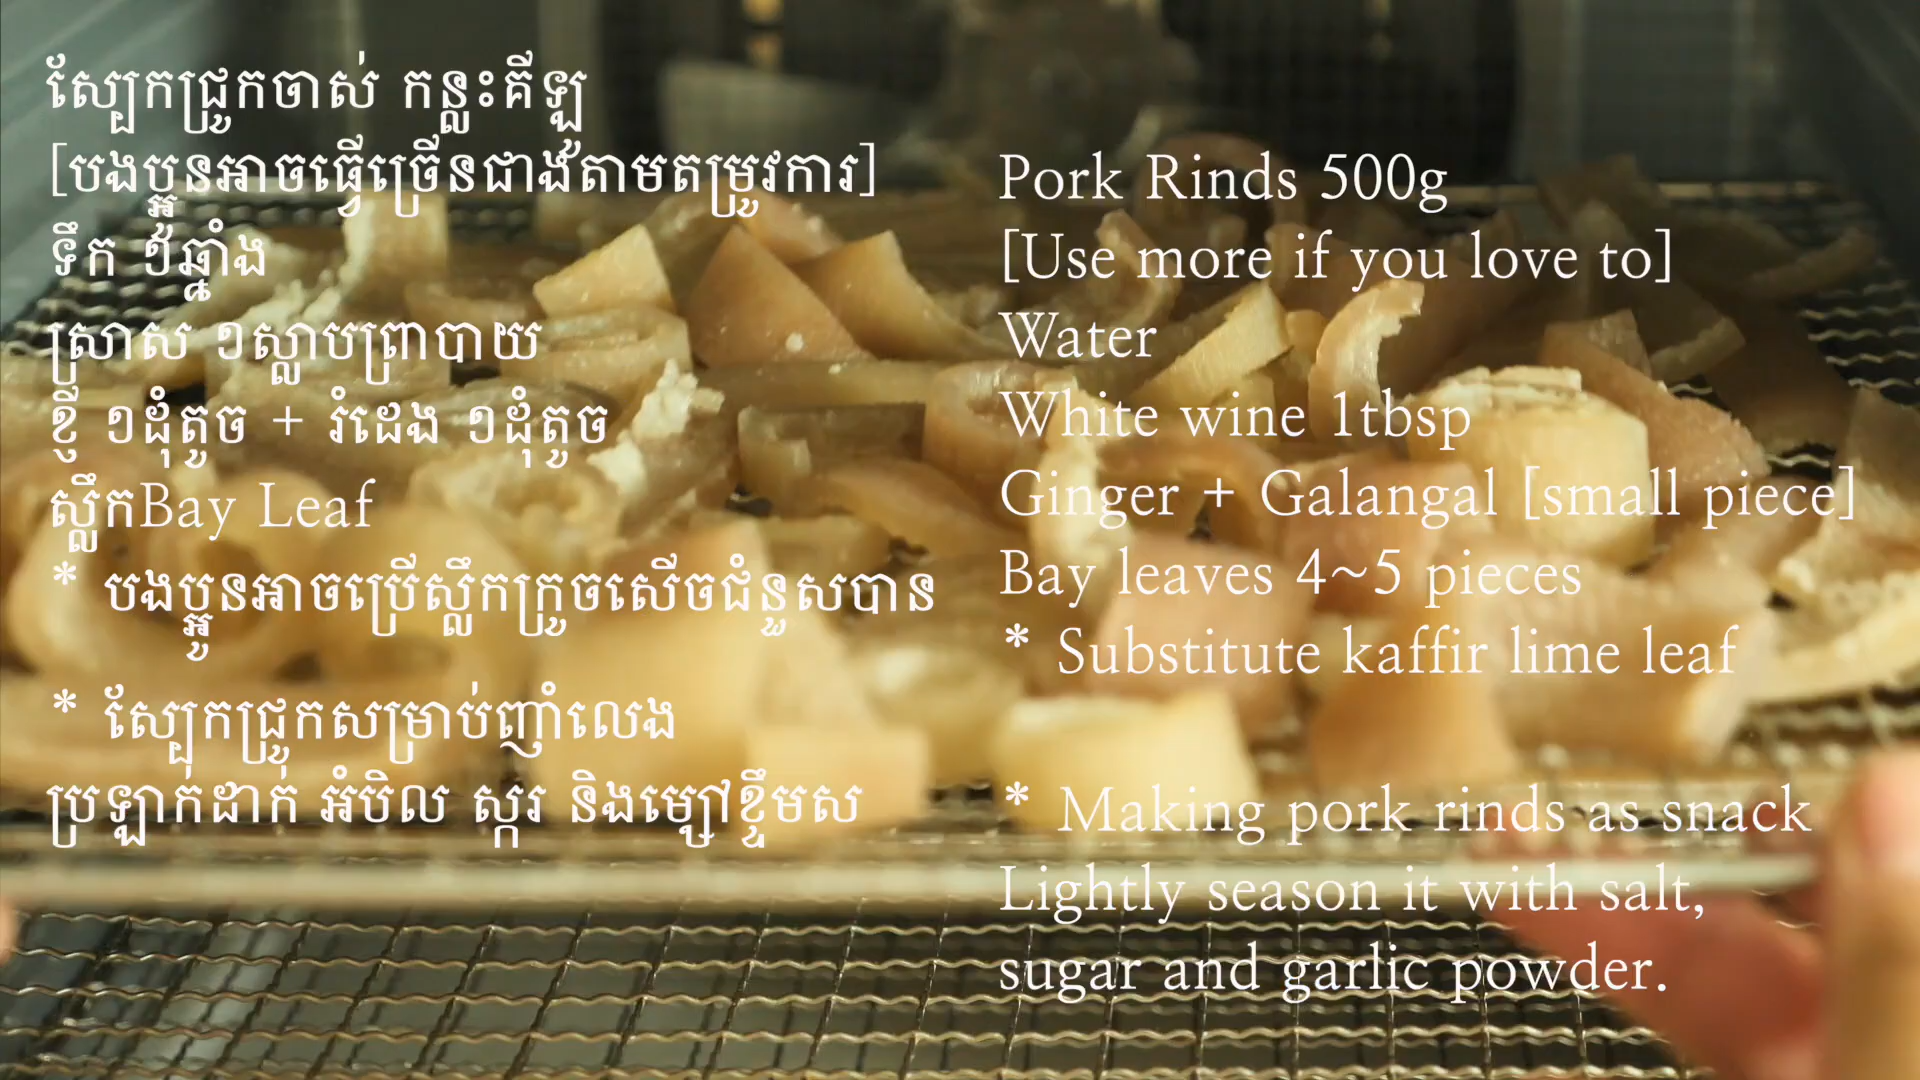 ស្បែកជ្រូកចាស់ កន្លះគីឡូ
[បងប្អូនអាចធ្វើច្រើនជាងតាមតម្រូវការ]
ទឹក ១ឆ្នាំង
ស្រាស ១ស្លាបព្រាបាយ
ខ្ញី ១ដុំតូច + រំដេង ១ដុំតូច
ស្លឹកBay Leaf
* បងប្អូនអាចប្រើស្លឹកក្រូចសើចជំនួសបាន
* ស្បែកជ្រូកសម្រាប់ញ៉ាំលេង
ប្រឡាក់ដាក់ អំបិល ស្ករ និងម្សៅខ្ទឹមស
Pork Rinds 500g
[Use more if you love to]
Water
White wine 1tbsp
Ginger + Galangal [small piece]
Bay leaves 4~5 pieces
* Substitute kaffir lime leaf
* Making pork rinds as snack
Lightly season it with salt,
sugar and garlic powder.